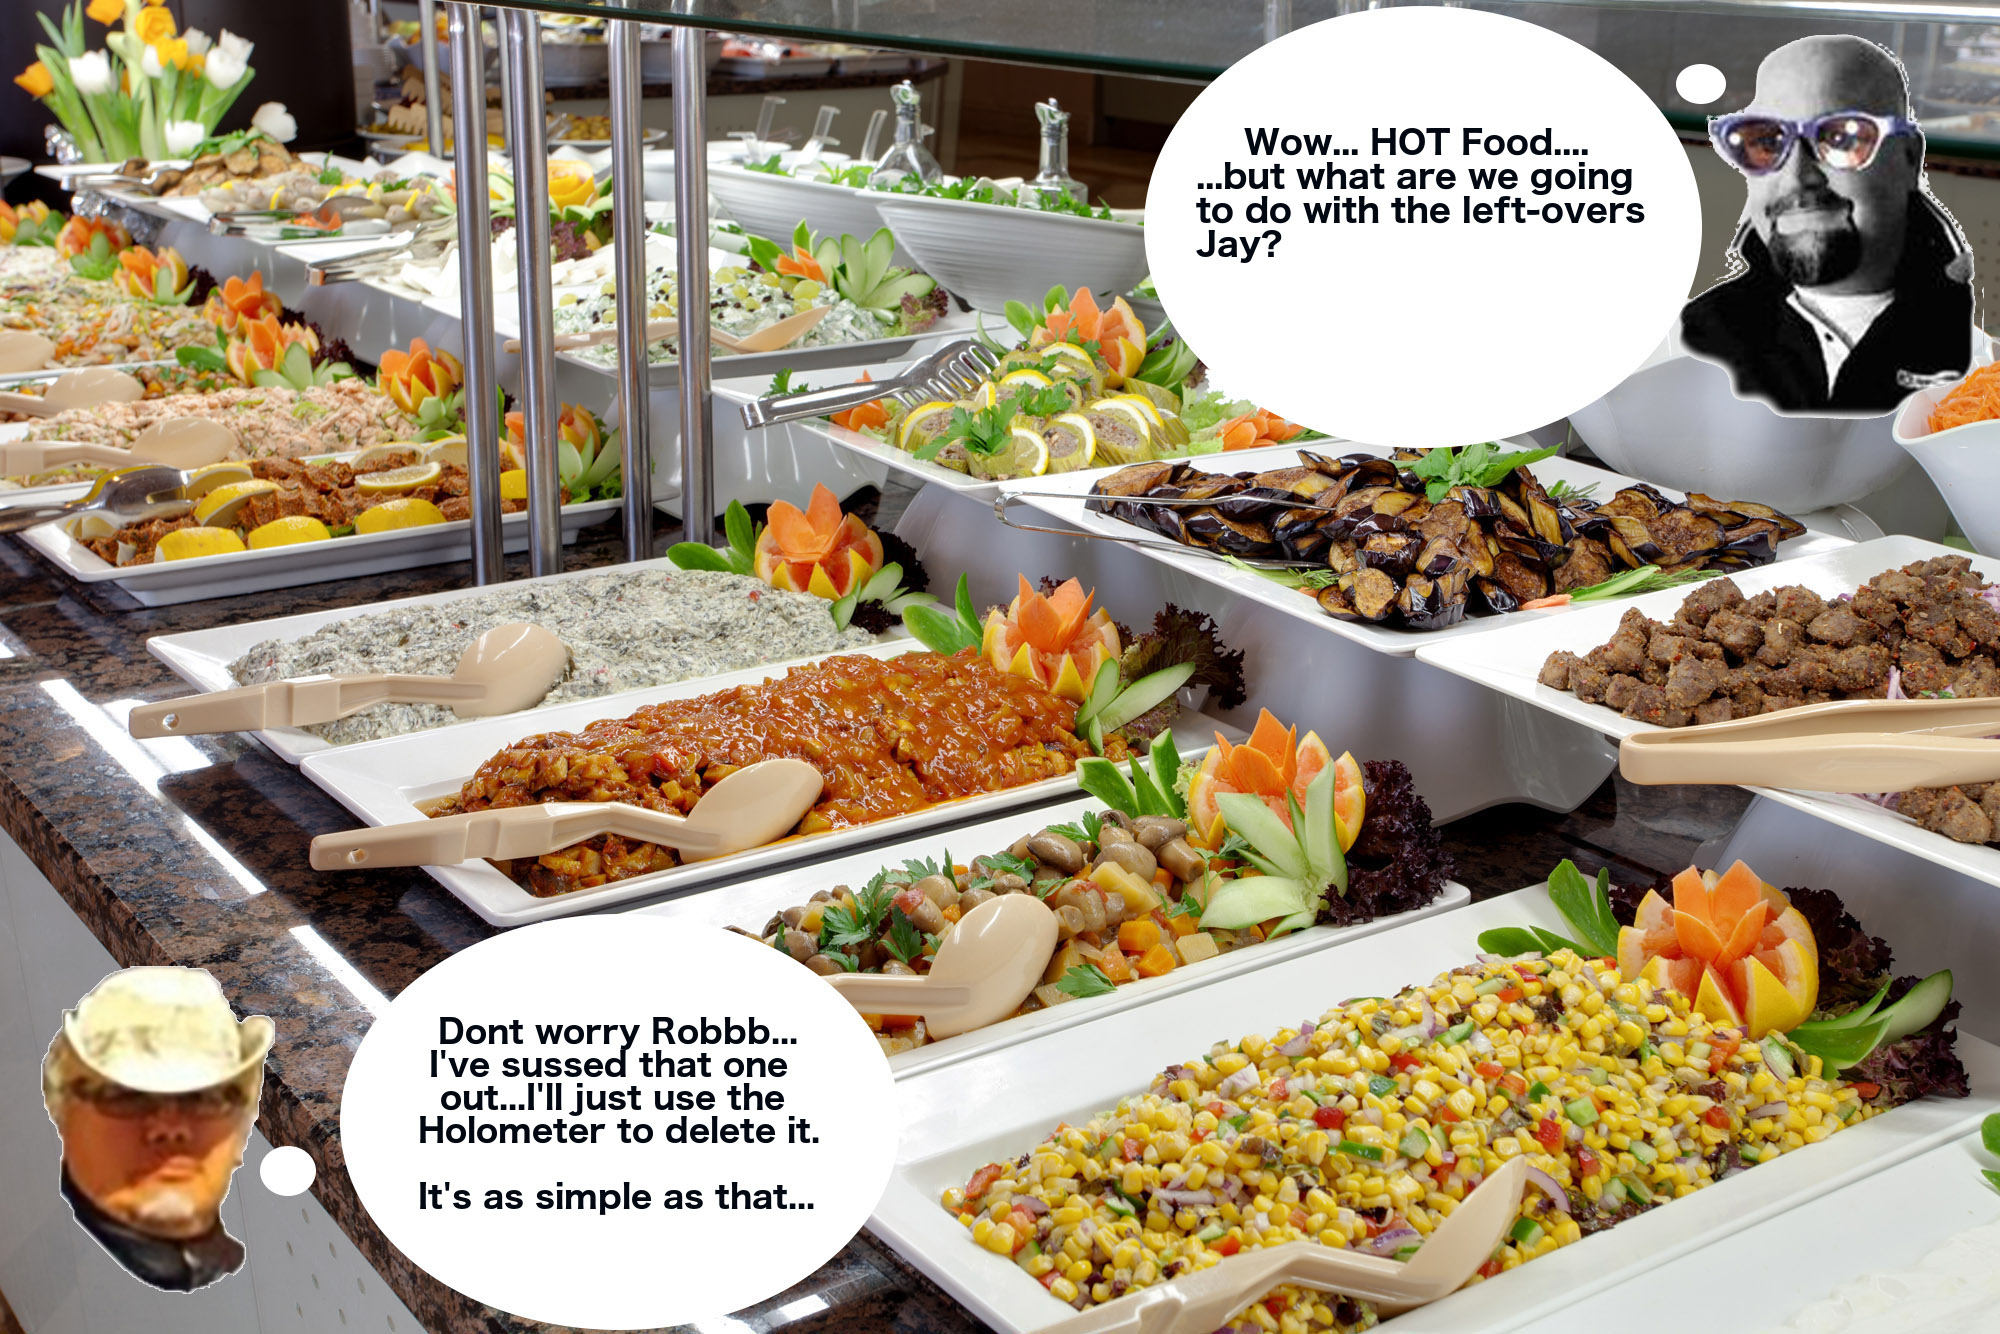 Wow... HOT Food....
...but what are we going
to do with the left-overs
Jay?
Dont worry Robbb...
I've sussed that one
out...I'll just use the
Holometer to delete it.
It's as simple as that...